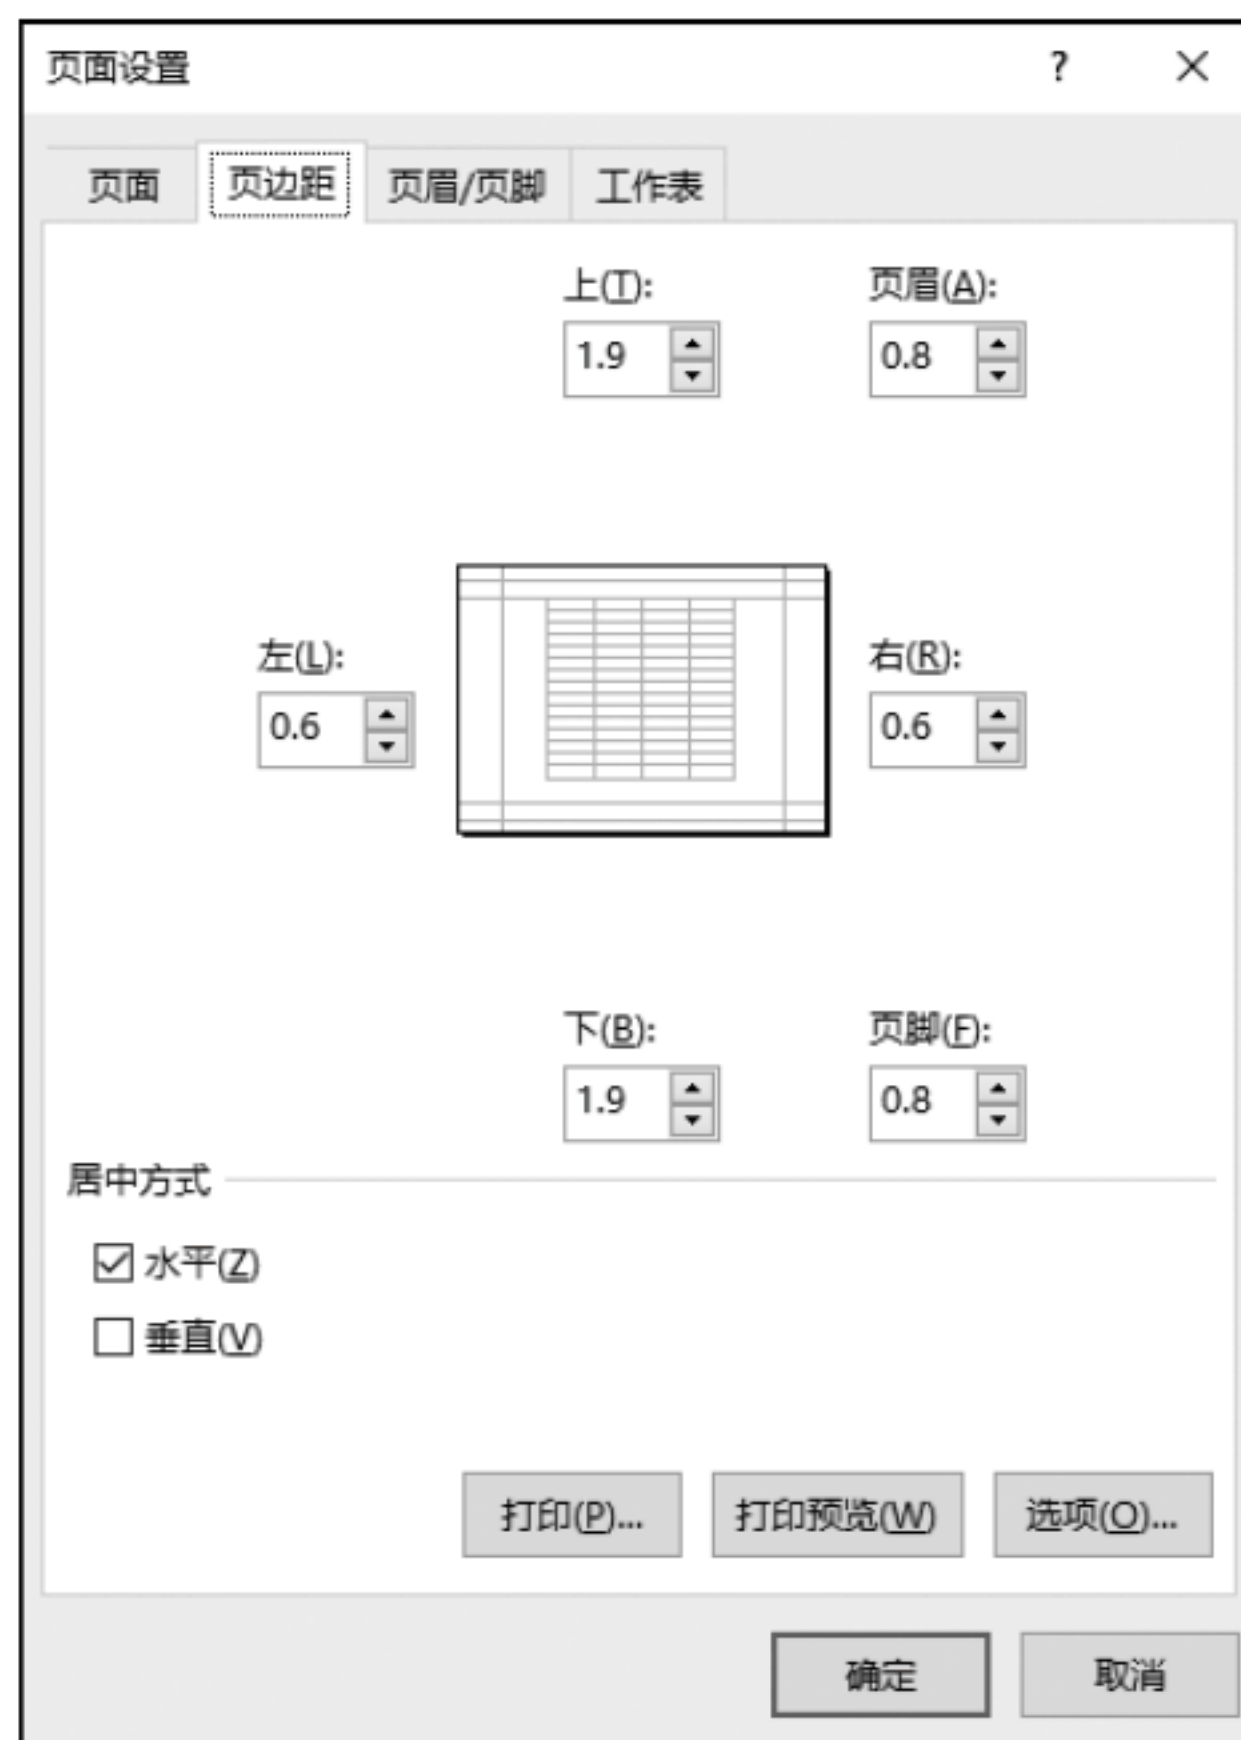 页面设置 ? ×
页面 页边距 页眉/页脚 工作表
上(T): 页眉(A):
1.9 0.8
左(L): 右(R):
0.6 0.6
下(B): 页脚(F):
1.9 0.8
居中方式
水平(Z)
垂直(V)
打印(P)... 打印预览(W) 选项(O)...
确定 取消